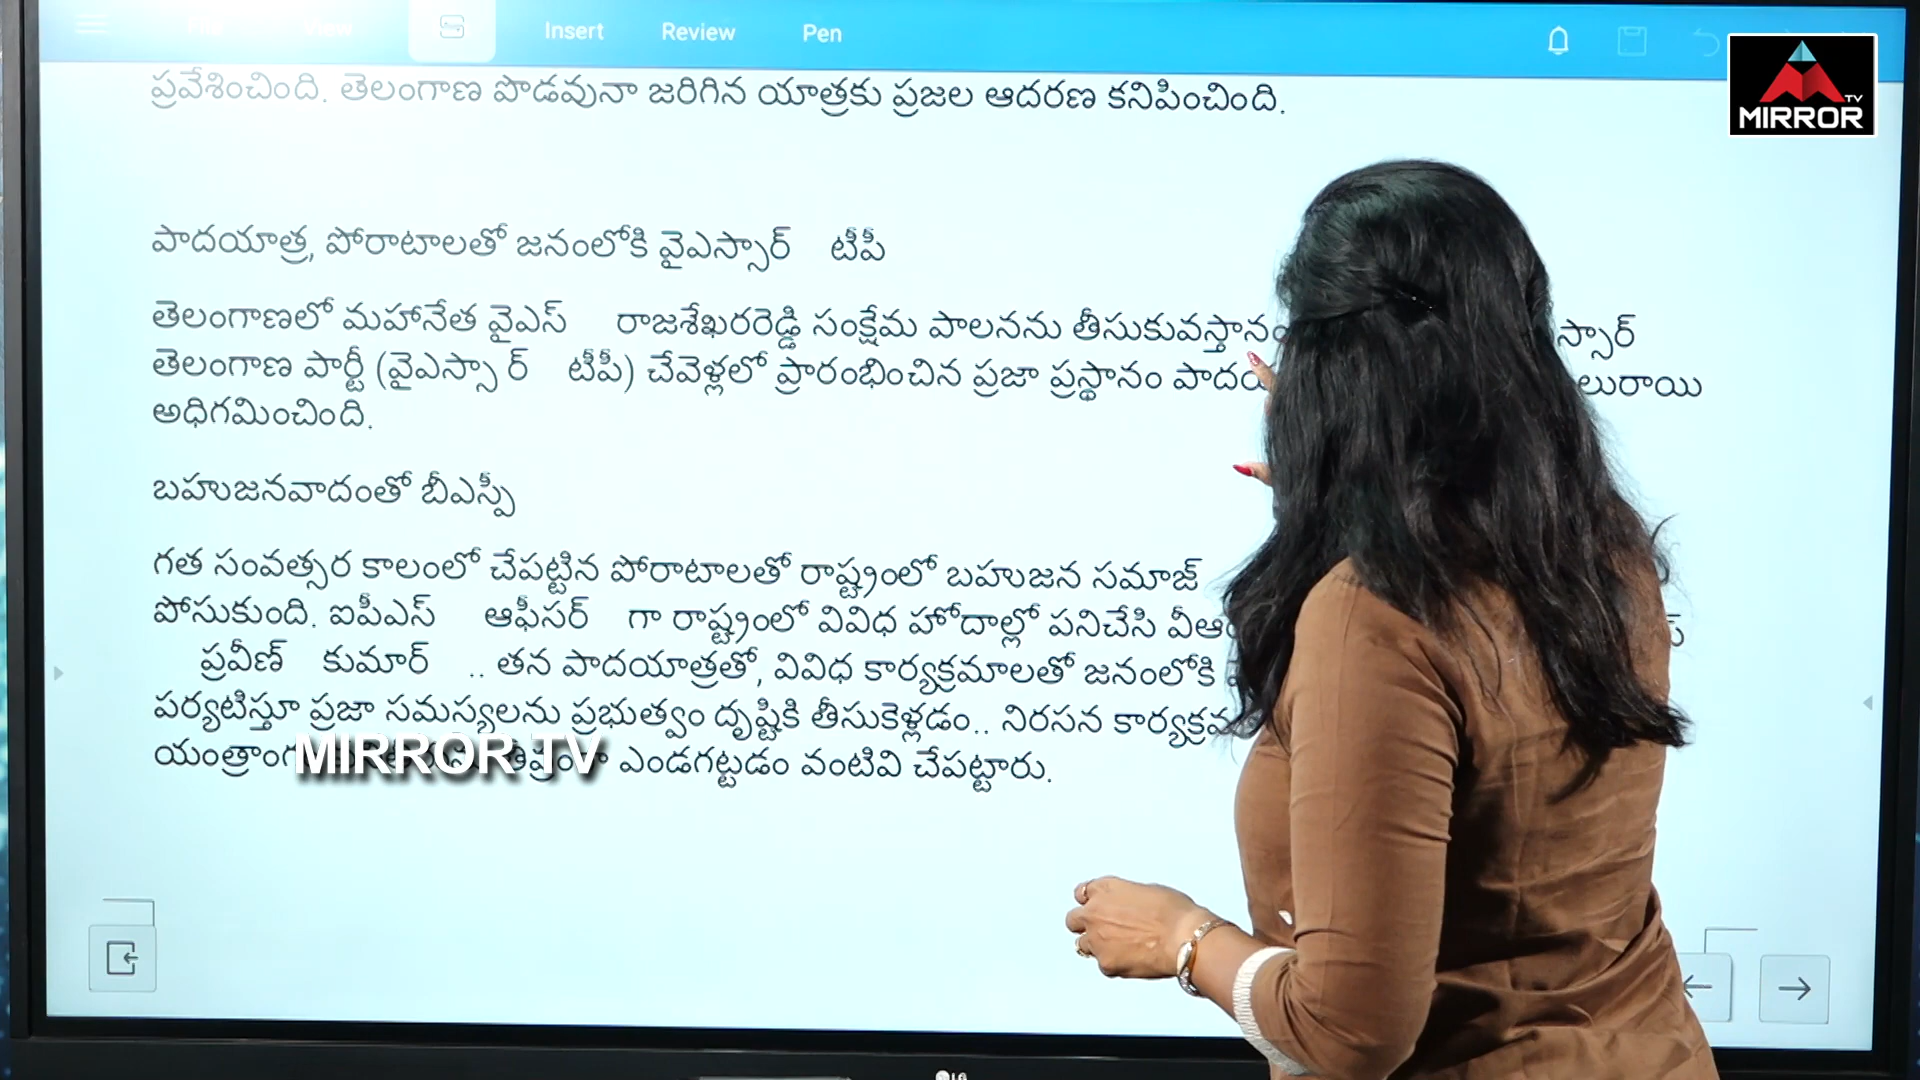 View
Insert
Review
Pen
TV
MIRROR
ప్రవేశించింది. తెలంగాణ పొడవునా జరిగిన యాత్రకు ప్రజల ఆదరణ కనిపించింది.
పాదయాత్ర, పోరాటాలతో జనంలోకి వైఎస్సార్ టీపీ
తెలంగాణలో మహానేత వైఎస్ రాజశేఖరరెడ్డి సంక్షేమ పాలనను
తెలంగాణ పార్టీ (వైఎస్సా ర్ టీపీ) చేవెళ్లలో ప్రారంభించిన ప్రజా ప్రస్థానం
అధిగమించింది.
బహుజనవాదంతో బీఎస్పీ
గత సంవత్సర కాలంలో చేపట్టిన పోరాటాలతో రాష్ట్రంలో బహుజన సమాజ్
పోసుకుంది. ఐపీఎస్ ఆఫీసర్ గా రాష్ట్రంలో వివిధ హోదాల్లో పనిచేసి
ప్రవీణ్ కుమార్ .. తన పాదయాత్రతో, వివిధ కార్యక్రమాలతో జనంలోకి
పర్యటిస్తూ ప్రజా సమస్యలను ప్రభుత్వం దృష్టికి తీసుకెళ్లడం.. నిరసన
ఎండగట్టడం వంటివి చేపట్టారు.
MIRROR TV
LG